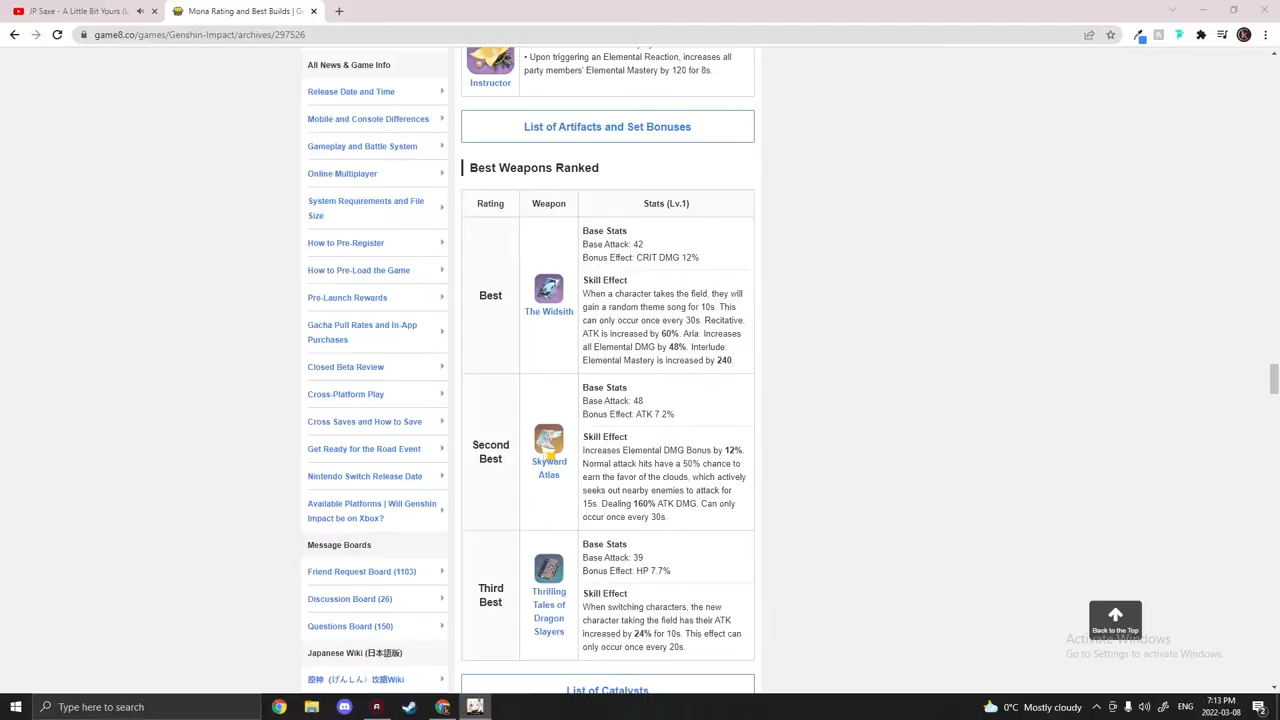 JP Saxe - A Little Bit Yours (L
Mona Rating and Best Builds | G
game8.co/games/Genshin-Impact/archives/297526
All News & Game Info
Release Date and Time
Mobile and Console Differences
Gameplay and Battle System
Online Multiplayer
System Requirements and File
Size
How to Pre-Register
How to Pre-Load the Game
Pre-Launch Rewards
Gacha Pull Rates and In-App
Purchases
Closed Beta Review
Cross-Platform Play
Cross Saves and How to Save
Get Ready for the Road Event
Nintendo Switch Release Date
Available Platforms | Will Genshin
Impact be on Xbox?
Message Boards
Friend Request Board (1103)
Discussion Board (26)
Questions Board (150)
Japanese Wiki (日本語版)
原神（げんしん）攻略Wiki
Instructor
• Upon triggering an Elemental Reaction, increases all
party members' Elemental Mastery by 120 for 8s.
List of Artifacts and Set Bonuses
Best Weapons Ranked
Rating
Weapon
Stats (Lv.1)
Best
The Widsith
Base Stats
Base Attack: 42
Bonus Effect: CRIT DMG 12%
Skill Effect
When a character takes the field, they will
gain a random theme song for 10s. This
can only occur once every 30s. Recitative:
ATK is increased by 60%. Aria: Increases
all Elemental DMG by 48%. Interlude:
Elemental Mastery is increased by 240.
Second
Best
Skyward
Atlas
Base Stats
Base Attack: 48
Bonus Effect: ATK 7.2%
Skill Effect
Increases Elemental DMG Bonus by 12%.
Normal attack hits have a 50% chance to
earn the favor of the clouds, which actively
seeks out nearby enemies to attack for
15s. Dealing 160% ATK DMG. Can only
occur once every 30s.
Third
Best
Thrilling
Tales of
Dragon
Slayers
Base Stats
Base Attack: 39
Bonus Effect: HP 7.7%
Skill Effect
When switching characters, the new
character taking the field has their ATK
increased by 24% for 10s. This effect can
only occur once every 20s.
List of Catalysts
Back to the Top
Activate Windows
Go to Settings to activate Windows.
Type here to search
0°C Mostly cloudy
ENG
7:13 PM
2022-03-08